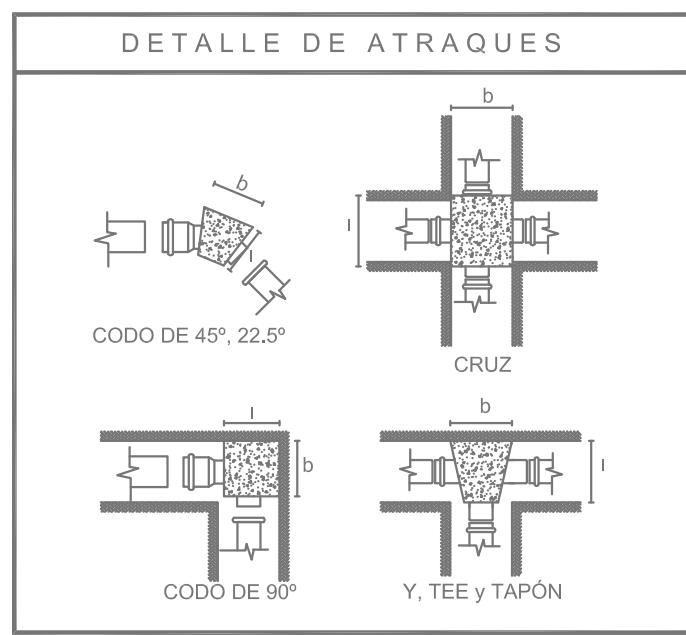 DETALLE DE ATRAQUES
b
l
CODO DE 45º, 22.5º
b
l
CRUZ
l
b
CODO DE 90º
b
l
Y, TEE y TAPÓN